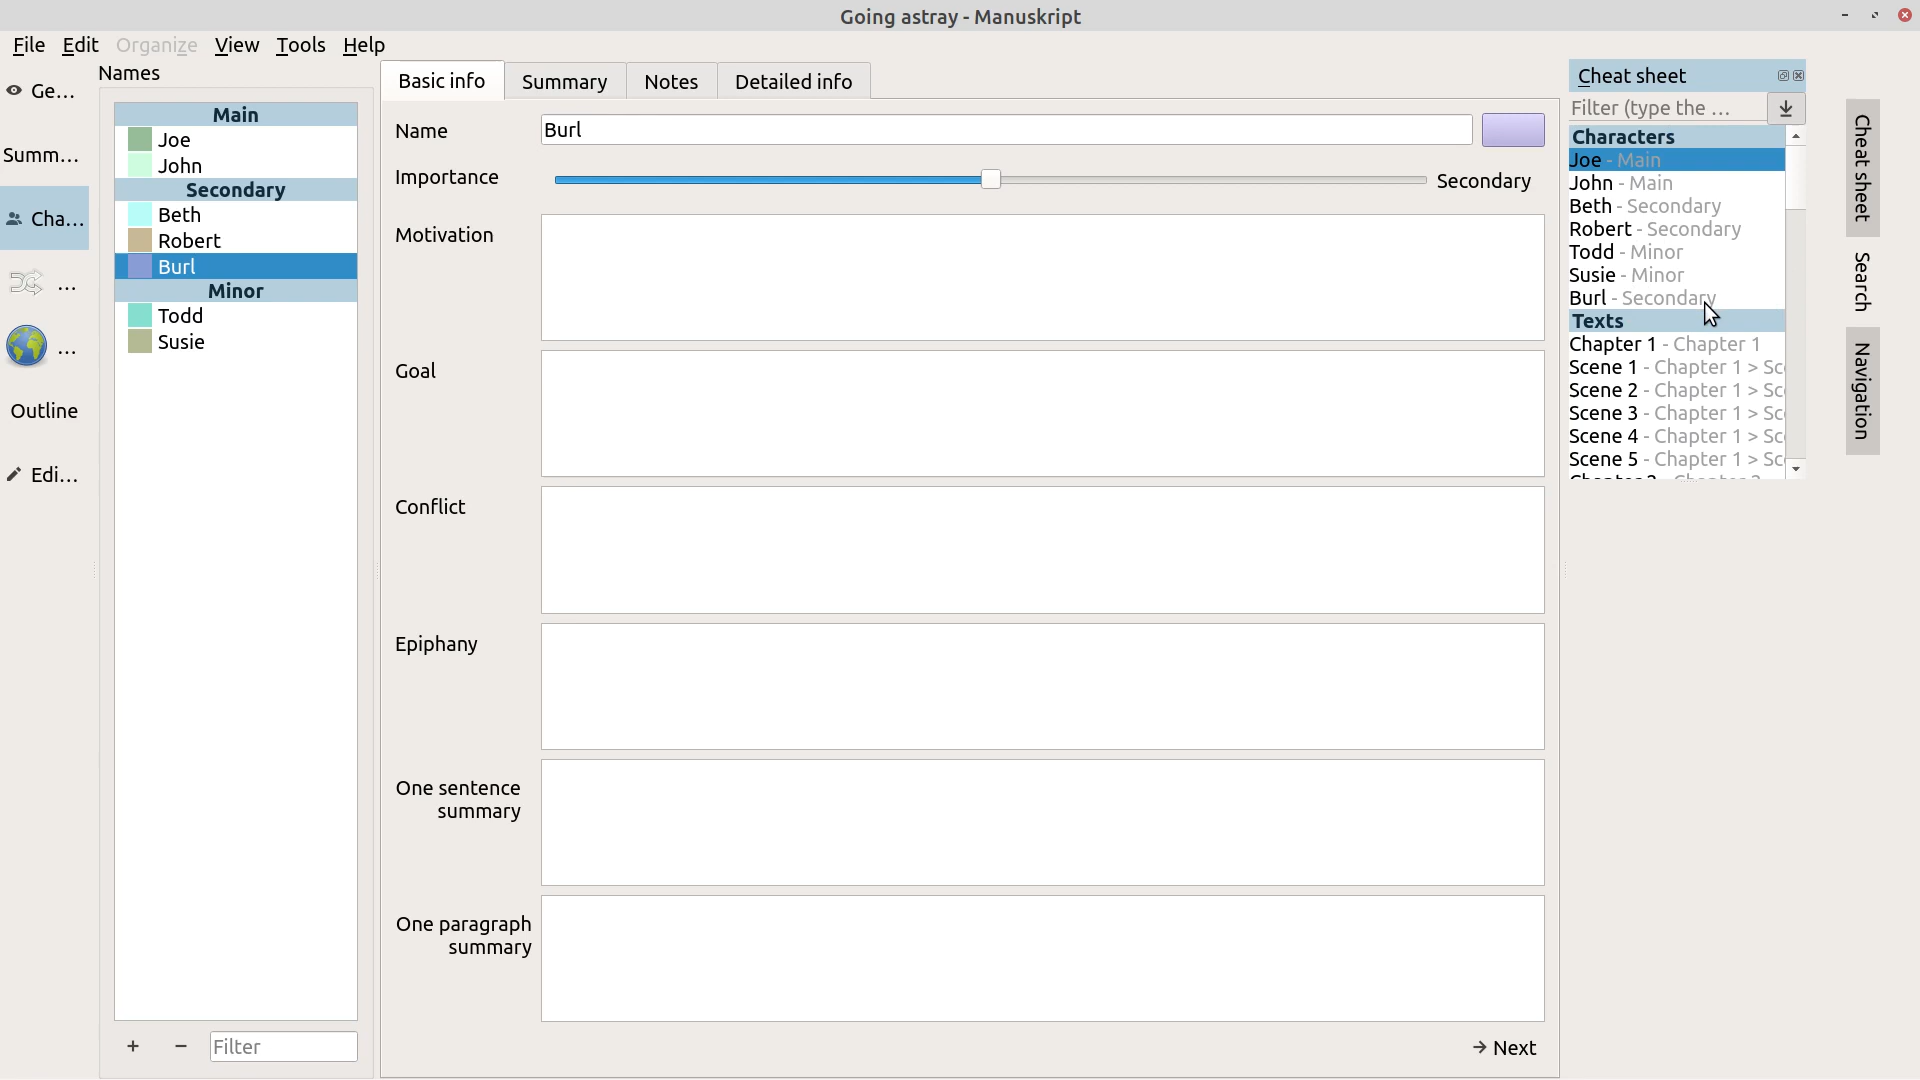 Going astray - Manuskript
File Edit Organize View Tools Help
Ge...
Summ...
Cha...
...
...
Outline
Edi...
Names
Main
Joe
John
Secondary
Beth
Robert
Burl
Minor
Todd
Susie
+ − Filter
Basic info Summary Notes Detailed info
Name Burl
Importance Secondary
Motivation
Goal
Conflict
Epiphany
One sentence
summary
One paragraph
summary
→ Next
Cheat sheet
Filter (type the ...
Characters
Joe - Main
John - Main
Beth - Secondary
Robert - Secondary
Todd - Minor
Susie - Minor
Burl - Secondary
Texts
Chapter 1 - Chapter 1
Scene 1 - Chapter 1 > Sc
Scene 2 - Chapter 1 > Sc
Scene 3 - Chapter 1 > Sc
Scene 4 - Chapter 1 > Sc
Scene 5 - Chapter 1 > Sc
Chapter 2 - Chapter 2
Cheat sheet
Search
Navigation